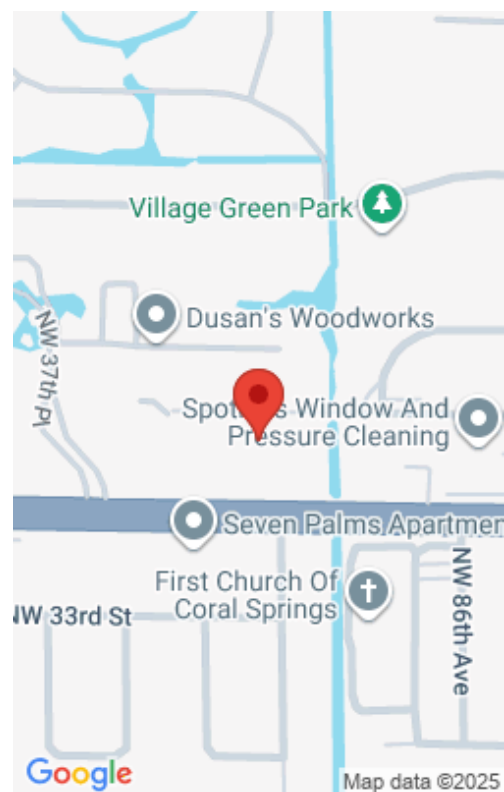 Village Green Park
Dusan's Woodworks
NW 37th Pl
Window And
Pressure Cleaning
Seven Palms Apartmen
First Church Of
Coral Springs
NW 33rd St
NW 86th Ave
Google
Map data ©2025